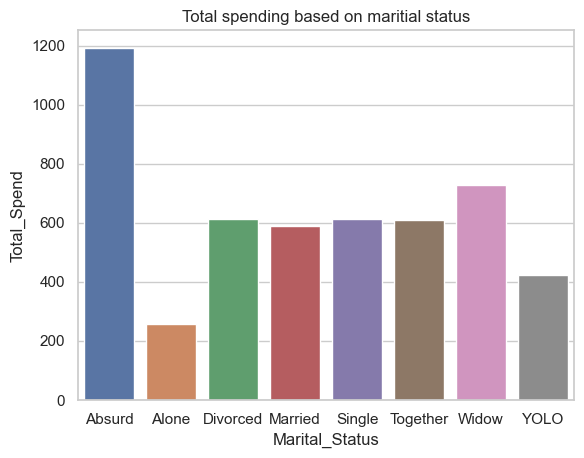 Total spending based on maritial status
1200
1000
800
600
400
200
0
Total_Spend
Absurd Alone Divorced Married Single Together Widow YOLO
Marital_Status